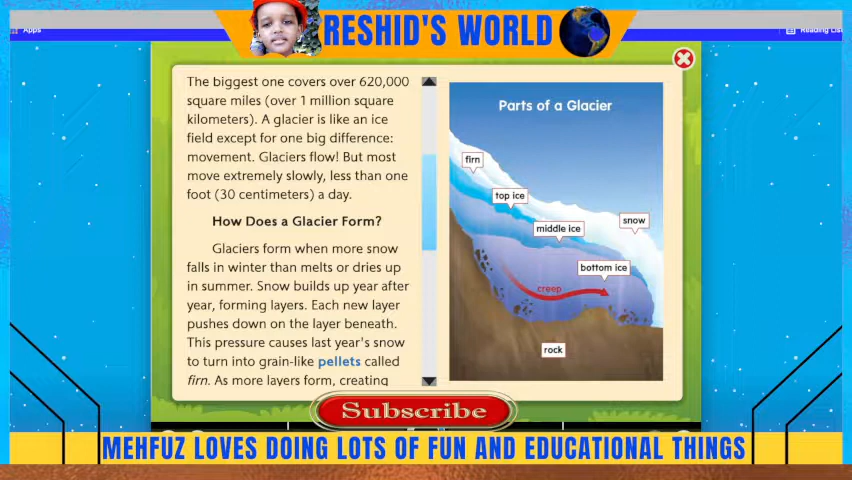 RESHID'S WORLD
Apps
Reading List
The biggest one covers over 620,000
square miles (over 1 million square
kilometers). A glacier is like an ice
field except for one big difference:
movement. Glaciers flow! But most
move extremely slowly, less than one
foot (30 centimeters) a day.
How Does a Glacier Form?
Glaciers form when more snow
falls in winter than melts or dries up
in summer. Snow builds up year after
year, forming layers. Each new layer
pushes down on the layer beneath.
This pressure causes last year's snow
to turn into grain-like pellets called
firn. As more layers form, creating
Parts of a Glacier
firn
top ice
middle ice
snow
bottom ice
creep
rock
Subscribe
MEHFUZ LOVES DOING LOTS OF FUN AND EDUCATIONAL THINGS